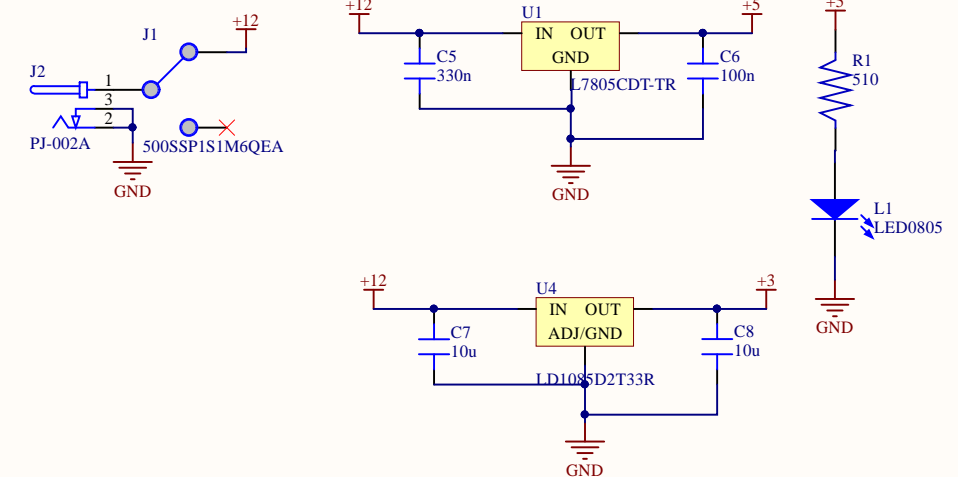 J1
+12
J2
1
3
2
PJ-002A
500SSP1S1M6QEA
GND
+12
U1
+5
IN OUT
GND
C5
330n
C6
100n
L7805CDT-TR
GND
+5
R1
510
L1
LED0805
GND
+12
U4
+3
IN OUT
ADJ/GND
C7
10u
C8
10u
LD1085D2T33R
GND